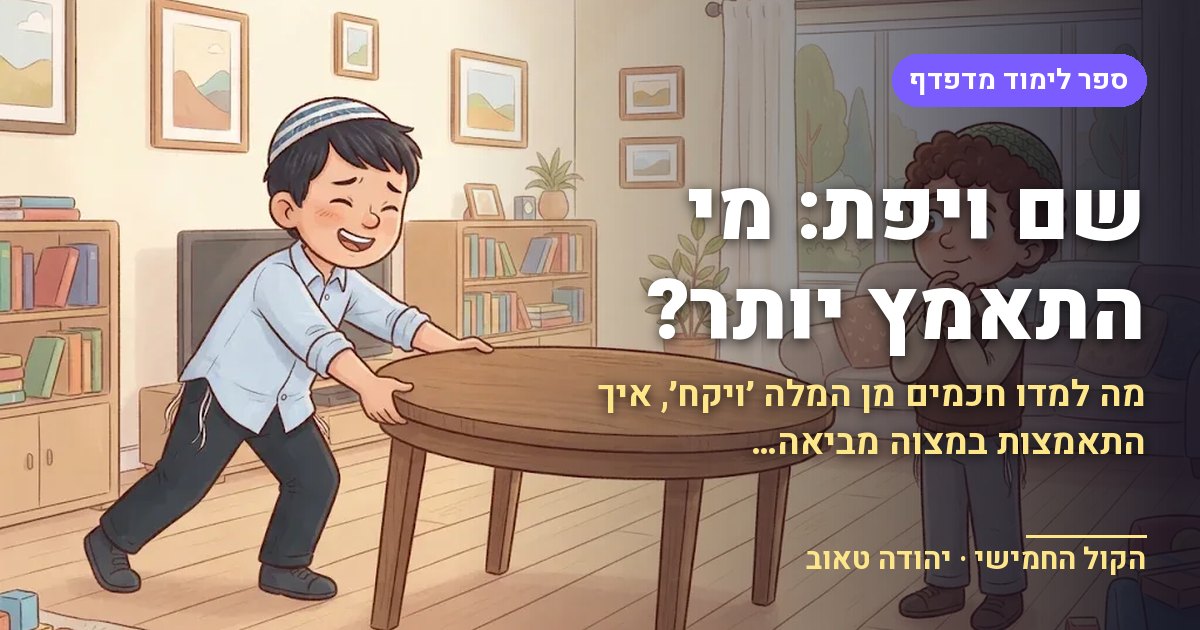 ספר לימוד מדפדף
שם ויפת: מי
התאמץ יותר?
מה למדו חכמים מן המלה 'ויקח', איך
התאמצות במצוה מביאה...
הקול החמישי · יהודה טאוב